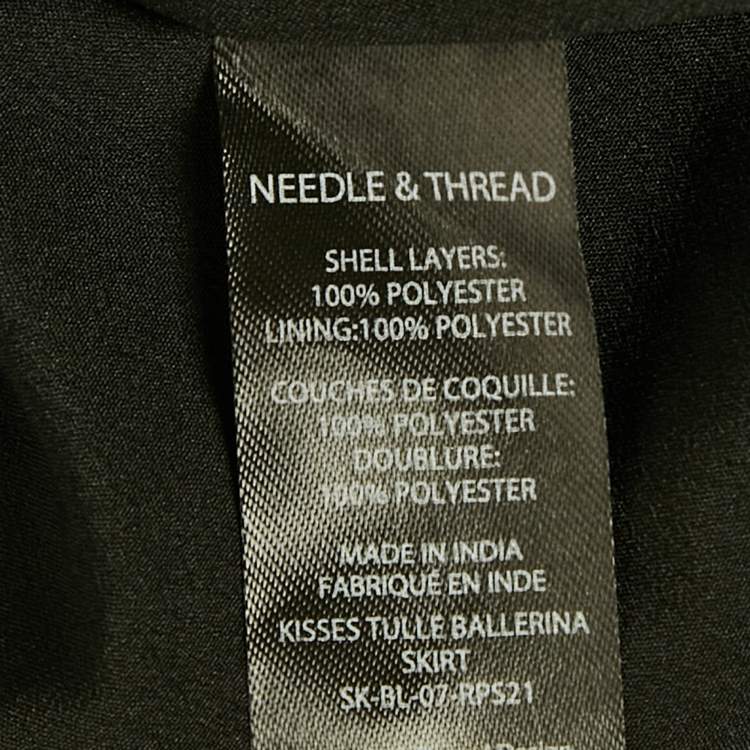 NEEDLE & THREAD
SHELL LAYERS:
100% POLYESTER
LINING:100% POLYESTER
COUCHES DE COQUILLE:
100% POLYESTER
DOUBLURE:
100% POLYESTER
MADE IN INDIA
FABRIQUÉ EN INDE
KISSES TULLE BALLERINA
SKIRT
SK-BL-07-RPS21